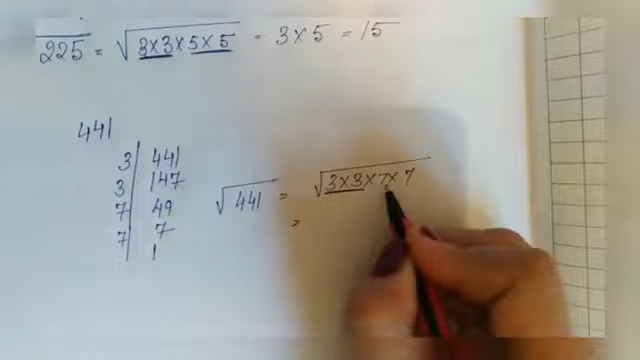 √225 = √3×3×5×5 = 3×5 = 15
441
3 | 441
3 | 147
7 | 49
7 | 7
1
√441 = √3×3×7×7
=